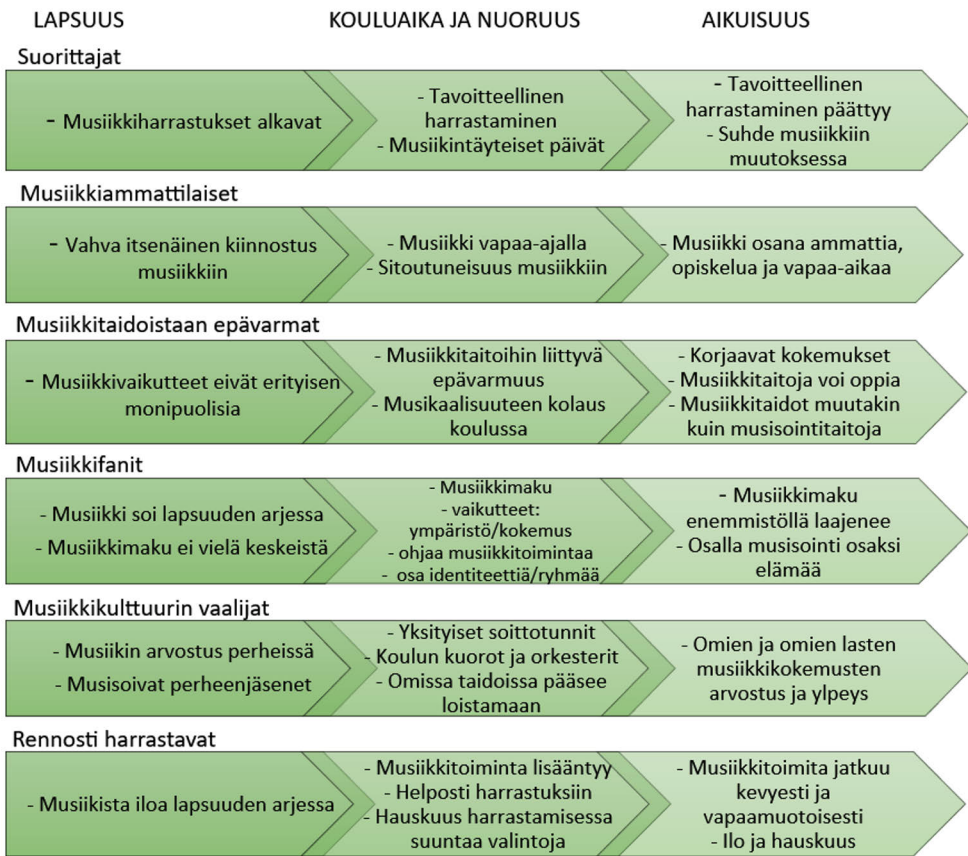 LAPSUUS KOULUAIKA JA NUORUUS AIKUISUUS
Suorittajat
- Musiikkiharrastukset alkavat
- Tavoitteellinen
harrastaminen
- Musiikintäyteiset päivät
- Tavoitteellinen
harrastaminen päättyy
- Suhde musiikkiin
muutoksessa
Musiikkiammattilaiset
- Vahva itsenäinen kiinnostus
musiikkiin
- Musiikki vapaa-ajalla
- Sitoutuneisuus musiikkiin
- Musiikki osana ammattia,
opiskelua ja vapaa-aikaa
Musiikkitaidoistaan epävarmat
- Musiikkivaikutteet eivät erityisen
monipuolisia
- Musiikkitaitoihin liittyvä
epävarmuus
- Musikaalisuuteen kolaus
koulussa
- Korjaavat kokemukset
- Musiikkitaitoja voi oppia
- Musiikkitaidot muutakin
kuin musisointitaitoja
Musiikkifanit
- Musiikki soi lapsuuden arjessa
- Musiikkimaku ei vielä keskeistä
- Musiikkimaku
- vaikutteet:
ympäristö/kokemus
- ohjaa musiikkitoimintaa
- osa identiteettiä/ryhmää
- Musiikkimaku
enemmistöllä laajenee
- Osalla musisointi osaksi
elämää
Musiikkikulttuurin vaalijat
- Musiikin arvostus perheissä
- Musisoivat perheenjäsenet
- Yksityiset soittotunnit
- Koulun kuorot ja orkesterit
- Omissa taidoissa pääsee
loistamaan
- Omien ja omien lasten
musiikkikokemusten
arvostus ja ylpeys
Rennosti harrastavat
- Musiikista iloa lapsuuden arjessa
- Musiikkitoiminta lisääntyy
- Helposti harrastuksiin
- Hauskuus harrastamisessa
suuntaa valintoja
- Musiikkitoimita jatkuu
kevyesti ja
vapaamuotoisesti
- Ilo ja hauskuus